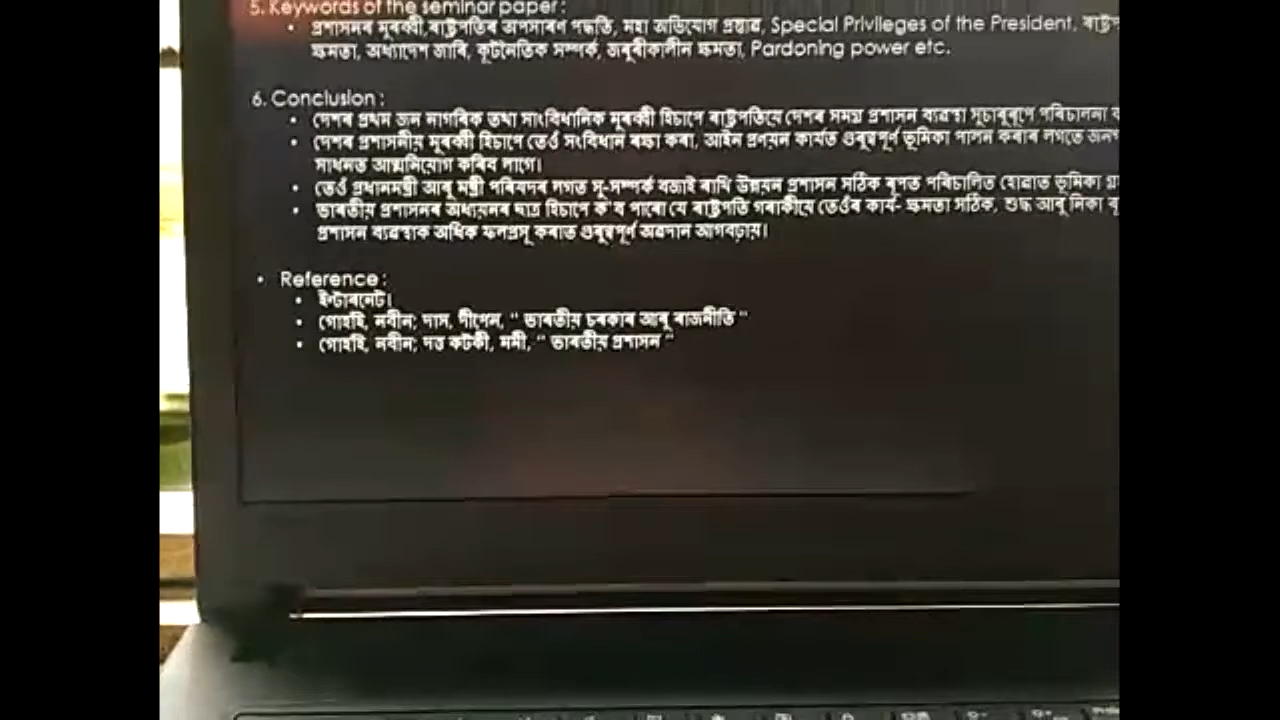 5. Keywords of the seminar paper :
• প্ৰশাসনৰ মূৰব্বী,ৰাষ্ট্ৰপতিৰ অপসাৰণ পদ্ধতি, মহা অভিযোগ প্ৰস্তাৱ, Special Privileges of the President,
ক্ষমতা, অধ্যাদেশ জাৰি, কূটনৈতিক সম্পৰ্ক, জৰুৰীকালীন ক্ষমতা, Pardoning power etc.
6. Conclusion :
• দেশৰ প্ৰথম জন নাগৰিক তথা সাংবিধানিক মূৰব্বী হিচাপে ৰাষ্ট্ৰপতিয়ে দেশৰ সমগ্ৰ প্ৰশাসন ব্যৱস্থা সূচাৰুৰূপে পৰিচালনা
• দেশৰ প্ৰশাসনীয় মূৰব্বী হিচাপে তেওঁ সংবিধান ৰক্ষা কৰা, আইন প্ৰণয়ন কাৰ্যত গুৰুত্বপূৰ্ণ ভূমিকা পালন কৰাৰ লগতে
সাধনত আত্মনিয়োগ কৰিব লাগে।
• তেওঁ প্ৰধানমন্ত্ৰী আৰু মন্ত্ৰী পৰিষদৰ লগত সু-সম্পৰ্ক বজাই ৰাখি উন্নয়ন প্ৰশাসন সঠিক ৰূপত পৰিচালিত হোৱাত ভূমিকা
• ভাৰতীয় প্ৰশাসনৰ অধ্যয়নৰ ছাত্ৰ হিচাপে ক'ব পাৰো যে ৰাষ্ট্ৰপতি গৰাকীয়ে তেওঁৰ কাৰ্য- ক্ষমতা সঠিক, শুদ্ধ আৰু নিকা
প্ৰশাসন ব্যৱস্থাক অধিক ফলপ্ৰসূ কৰাত গুৰুত্বপূৰ্ণ অৱদান আগবঢ়ায়।
• Reference :
• ইন্টাৰনেট।
• গোহাঁই, নবীন; দাস, দীপেন, " ভাৰতীয় চৰকাৰ আৰু ৰাজনীতি "
• গোহাঁই, নবীন; দত্ত কটকী, মমী, " ভাৰতীয় প্ৰশাসন "